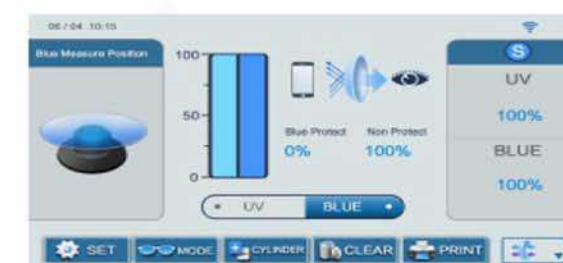 06/04 10:15
Blue Measure Position
100
50
0
Blue Protect
0%
Non Protect
100%
UV
BLUE
S
UV
100%
BLUE
100%
SET
MODE
CYLINDER
CLEAR
PRINT